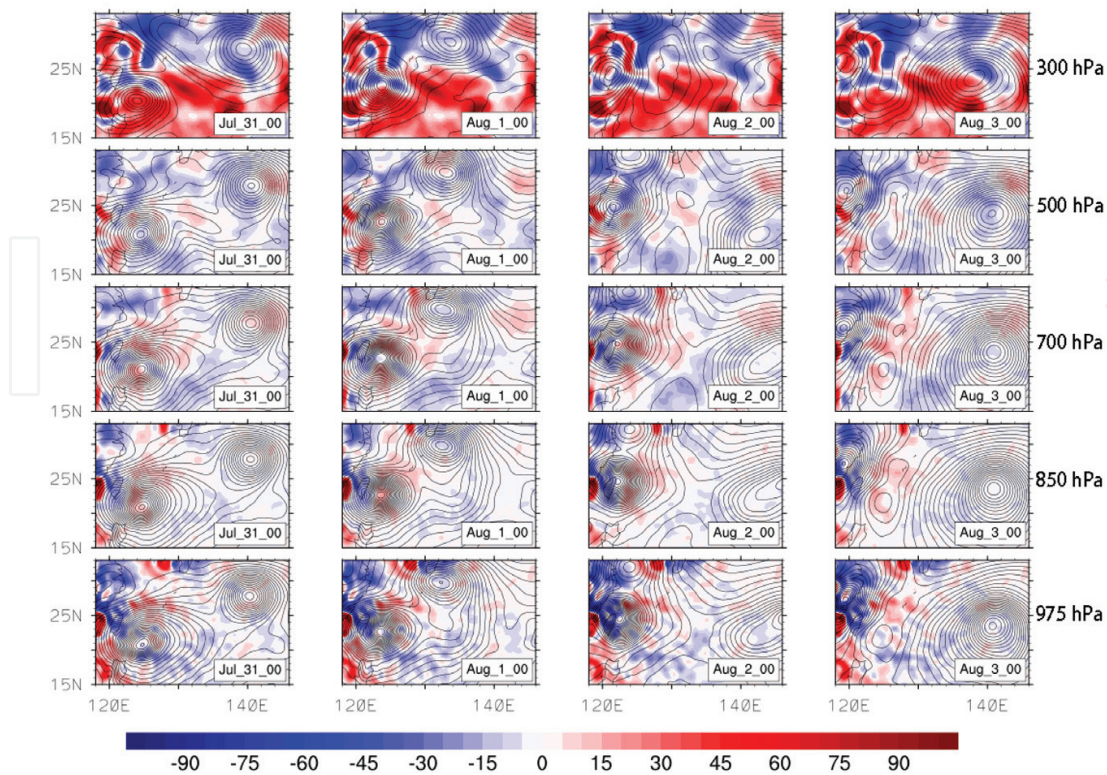 25N
15N
Jul_31_00
Aug_1_00
Aug_2_00
Aug_3_00
300 hPa
25N
15N
Jul_31_00
Aug_1_00
Aug_2_00
Aug_3_00
500 hPa
25N
15N
Jul_31_00
Aug_1_00
Aug_2_00
Aug_3_00
700 hPa
25N
15N
Jul_31_00
Aug_1_00
Aug_2_00
Aug_3_00
850 hPa
25N
15N
Jul_31_00
Aug_1_00
Aug_2_00
Aug_3_00
975 hPa
120E 140E 120E 140E 120E 140E 120E 140E
-90 -75 -60 -45 -30 -15 0 15 30 45 60 75 90